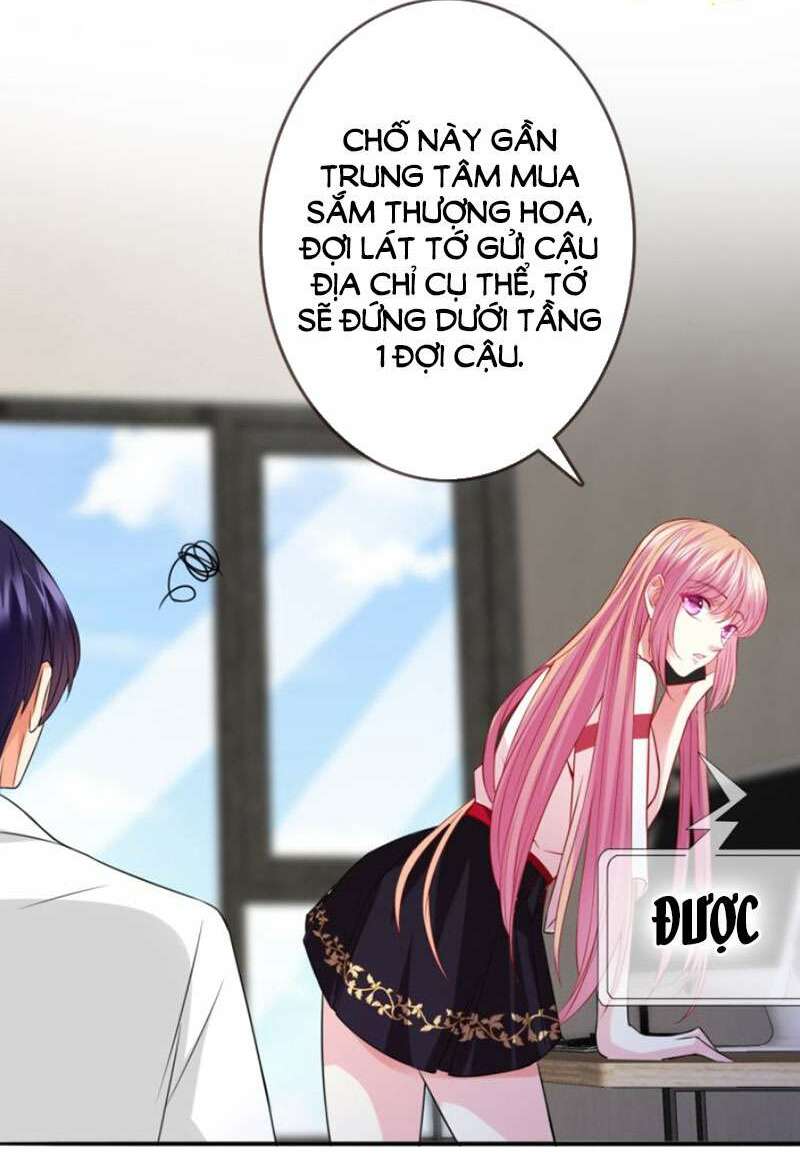 CHỖ NÀY GẦN
TRUNG TÂM MUA
SẮM THƯỢNG HOA,
ĐỢI LÁT TỚ GỬI CẬU
ĐỊA CHỈ CỤ THỂ, TỚ
SẼ ĐỨNG DƯỚI TẦNG
1 ĐỢI CẬU.
ĐƯỢC